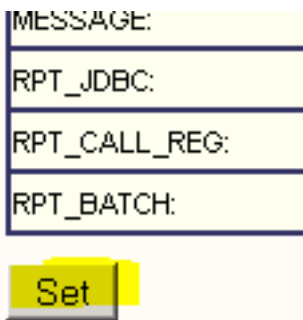 MESSAGE:
RPT_JDBC:
RPT_CALL_REG:
RPT_BATCH:
Set